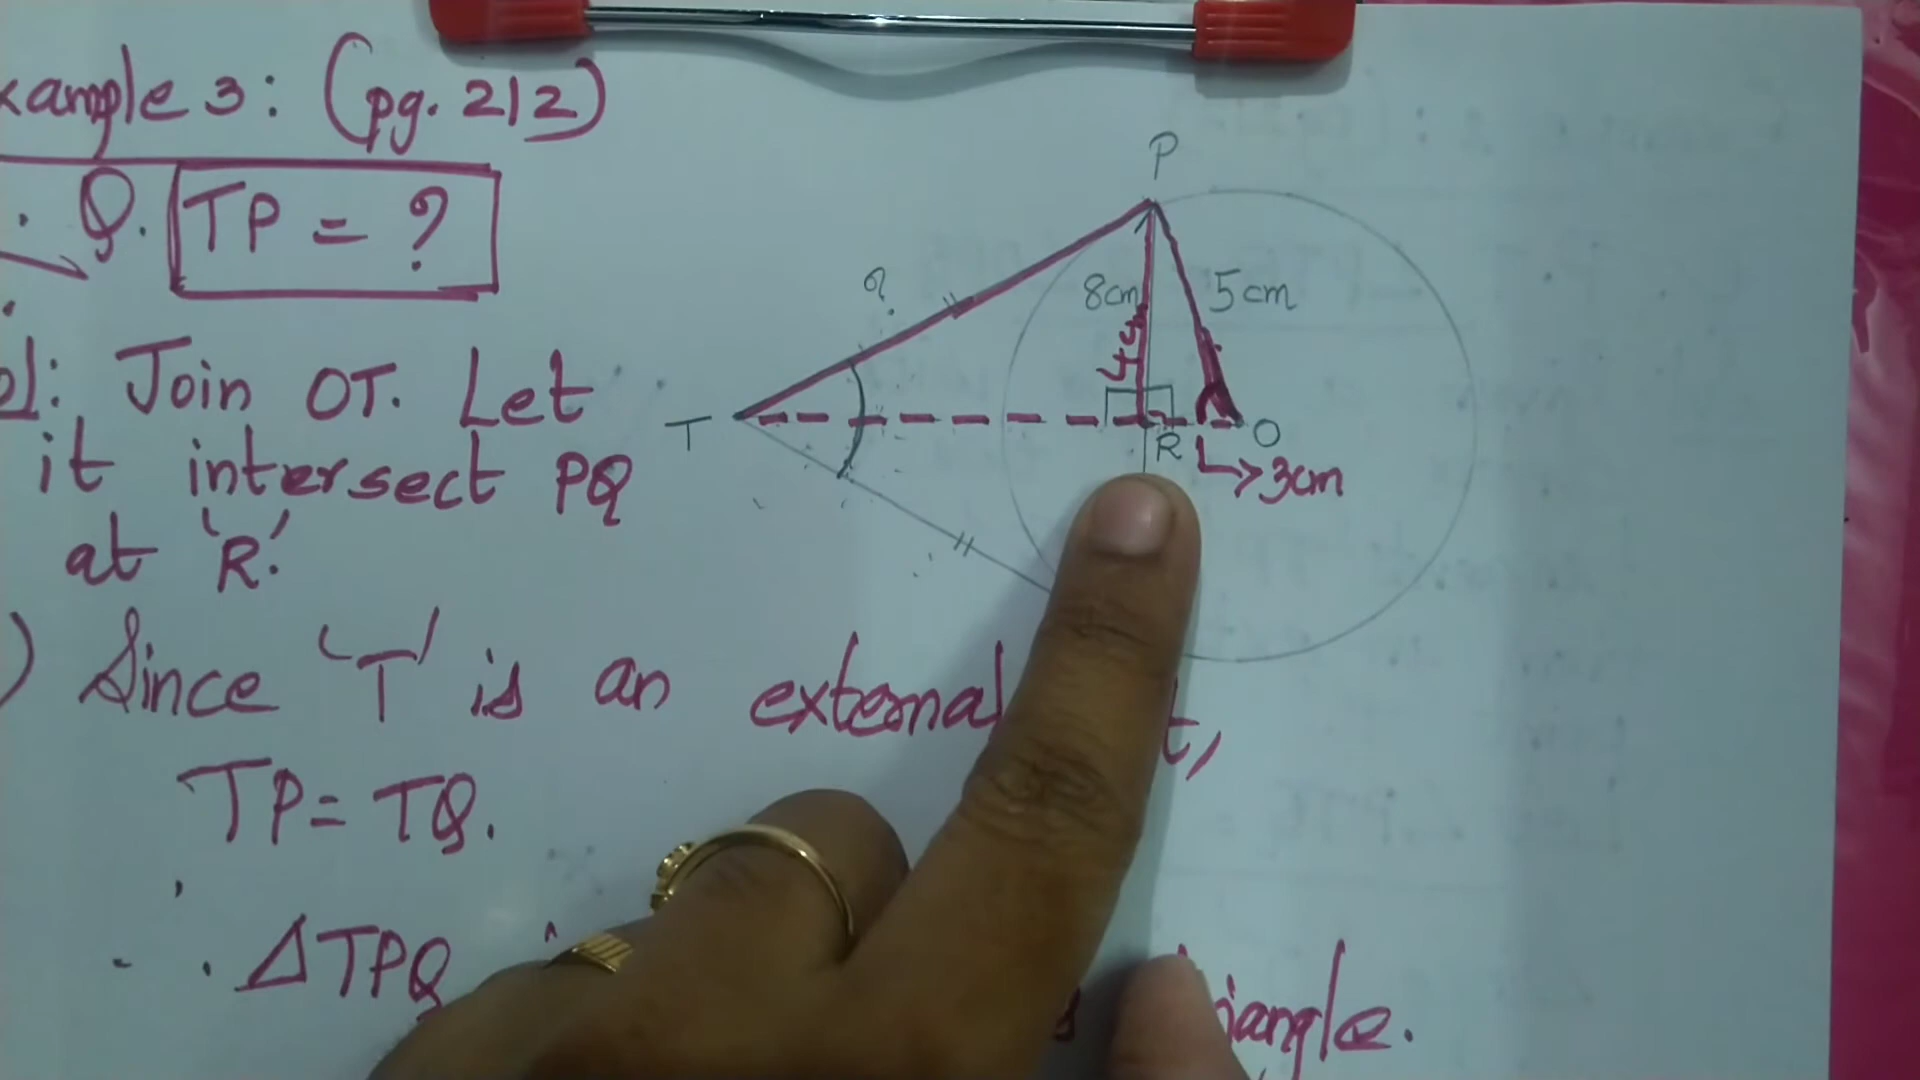 xample 3: (pg. 212)
Q. TP = ?
P
?
8cm
5cm
4cm
T
R
O
3cm
Join OT. Let
it intersect PQ
at 'R'.
) Since 'T' is an external
TP = TQ.
∴ ΔTPQ